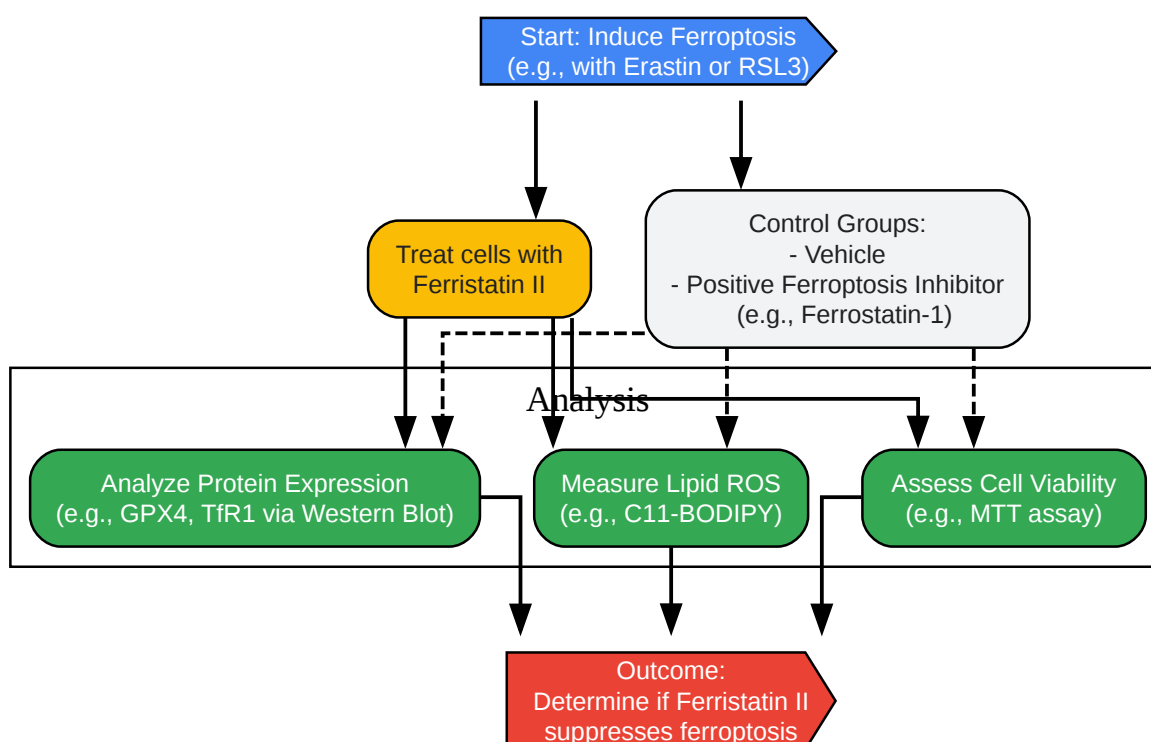 Start: Induce Ferroptosis
(e.g., with Erastin or RSL3)
Treat cells with
Ferristatin II
Control Groups:
- Vehicle
- Positive Ferroptosis Inhibitor
(e.g., Ferrostatin-1)
Analysis
Analyze Protein Expression
(e.g., GPX4, TfR1 via Western Blot)
Measure Lipid ROS
(e.g., C11-BODIPY)
Assess Cell Viability
(e.g., MTT assay)
Outcome:
Determine if Ferristatin II
suppresses ferroptosis